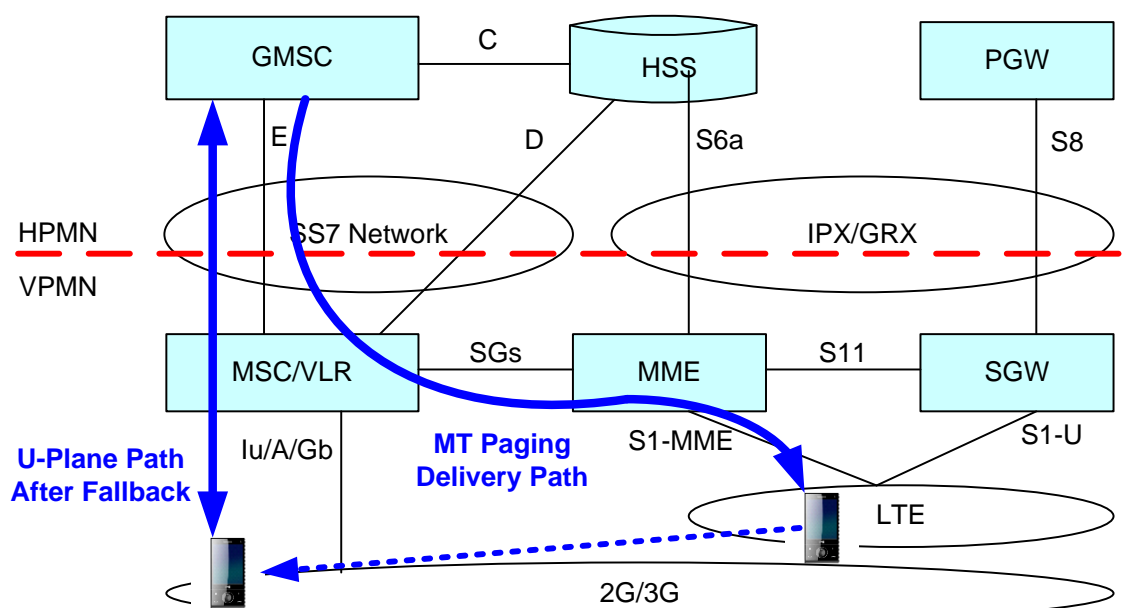 C
GMSC
HSS
PGW
E
D
S6a
S8
HPMN
SS7 Network
IPX/GRX
VPMN
SGs
S11
MSC/VLR
MME
SGW
Iu/A/Gb
MT Paging
Delivery Path
S1-MME
S1-U
U-Plane Path
After Fallback
LTE
2G/3G